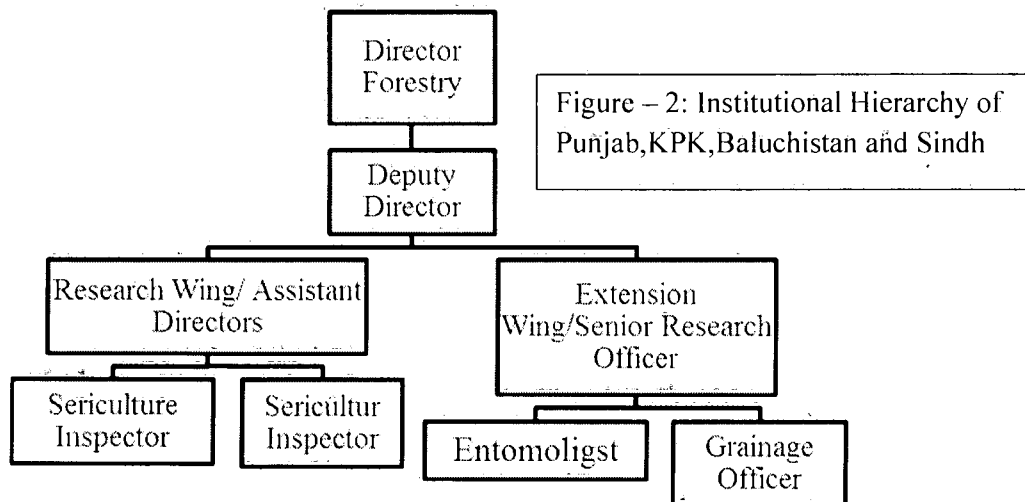 Director
Forestry
Figure – 2: Institutional Hierarchy of
Punjab,KPK,Baluchistan and Sindh
Deputy
Director
Research Wing/ Assistant
Directors
Extension
Wing/Senior Research
Officer
Sericulture
Inspector
Sericultur
Inspector
Entomoligst
Grainage
Officer